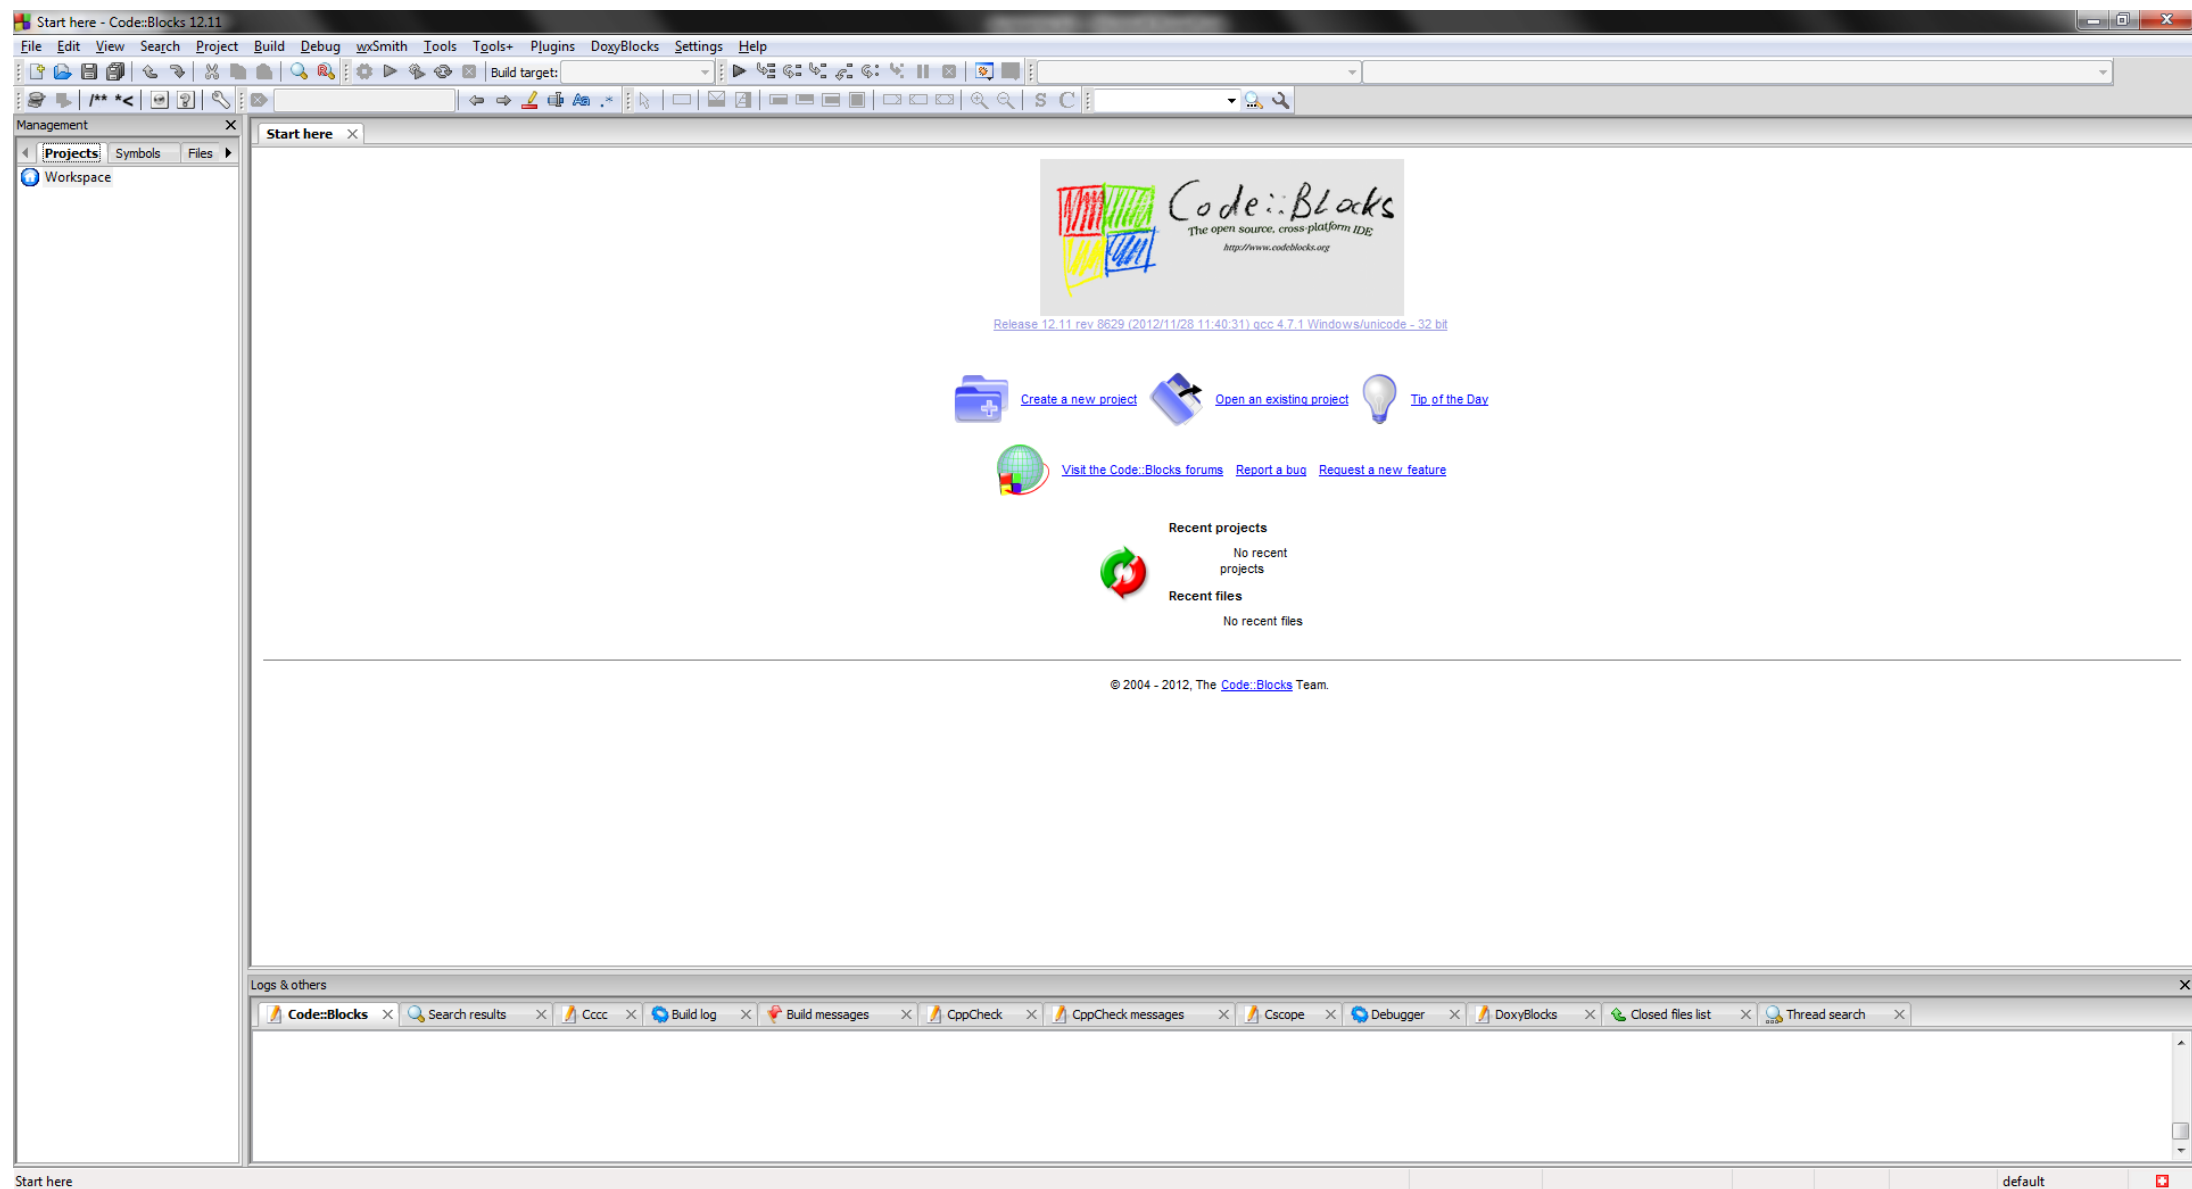 Start here - Code::Blocks 12.11
File Edit View Search Project Build Debug wxSmith Tools Tools+ Plugins DoxyBlocks Settings Help
Build target:
/** *<
Aa .*
S C
Management
Projects Symbols Files
Workspace
Start here
Code::Blocks
The open source, cross-platform IDE
http://www.codeblocks.org
Release 12.11 rev 8629 (2012/11/28 11:40:31) gcc 4.7.1 Windows/unicode - 32 bit
Create a new project Open an existing project Tip of the Day
Visit the Code::Blocks forums Report a bug Request a new feature
Recent projects
No recent
projects
Recent files
No recent files
© 2004 - 2012, The Code::Blocks Team.
Logs & others
Code::Blocks Search results Cccc Build log Build messages CppCheck CppCheck messages Cscope Debugger DoxyBlocks Closed files list Thread search
Start here default